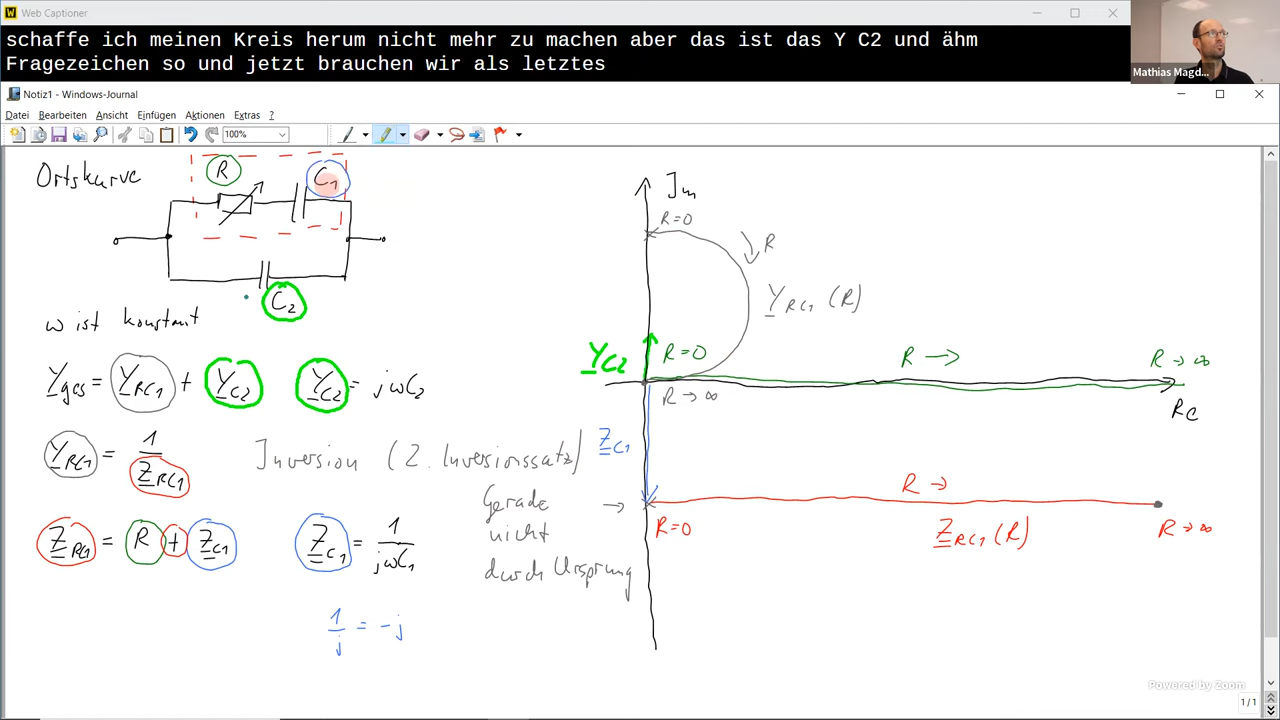 Web Captioner
schaffe ich meinen Kreis herum nicht mehr zu machen aber das ist das Y C2 und ähm
Fragezeichen so und jetzt brauchen wir als letztes
Mathias Magd...
Notiz1 - Windows-Journal
Datei Bearbeiten Ansicht Einfügen Aktionen Extras ?
100%
Ortskurve
R
C1
C2
ω ist konstant
Yges = YRC1 + YC2 YC2 = jωC2
YRC1 = 1/ZRC1 Inversion (2. Inversionssatz)
Gerade →
nicht
durch Ursprung
ZRC1 = R + ZC1 ZC1 = 1/jωC1
1/j = -j
Im
R=0
R
YRC1 (R)
YC2
R=0
R →
R → ∞
R → ∞
Re
ZC1
R →
R=0
ZRC1 (R)
R → ∞
Powered by Zoom
1 / 1